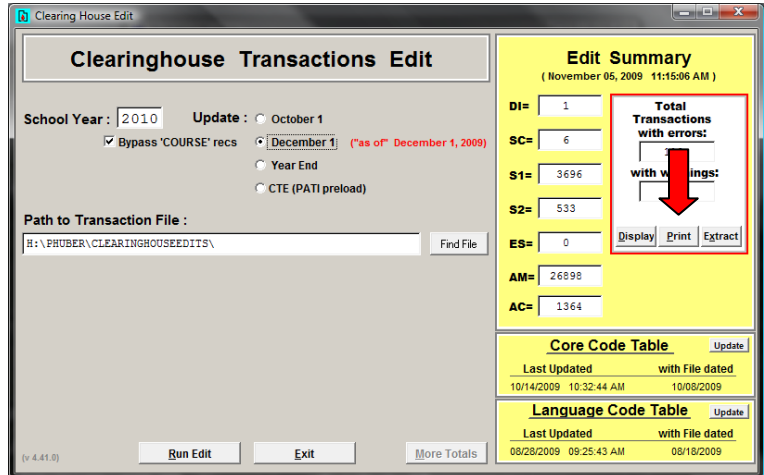 Clearing House Edit
Clearinghouse Transactions Edit
School Year : 2010 Update : October 1
Bypass 'COURSE' recs December 1 ("as of" December 1, 2009)
Year End
CTE (PATI preload)
Path to Transaction File :
H:\PHUBER\CLEARINGHOUSEEDITS\ Find File
(v 4.41.0) Run Edit Exit More Totals
Edit Summary
( November 05, 2009 11:15:06 AM )
DI= 1
SC= 6
S1= 3696
S2= 533
ES= 0
AM= 26898
AC= 1364
Total
Transactions
with errors:
with
Display Print Extract
Core Code Table Update
Last Updated with File dated
10/14/2009 10:32:44 AM 10/08/2009
Language Code Table Update
Last Updated with File dated
08/28/2009 09:25:43 AM 08/18/2009